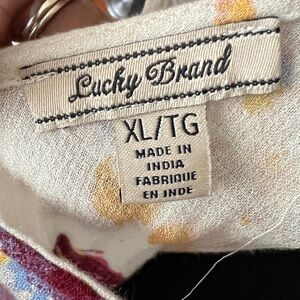 Lucky Brand
XL/TG
MADE IN
INDIA
FABRIQUE
EN INDE